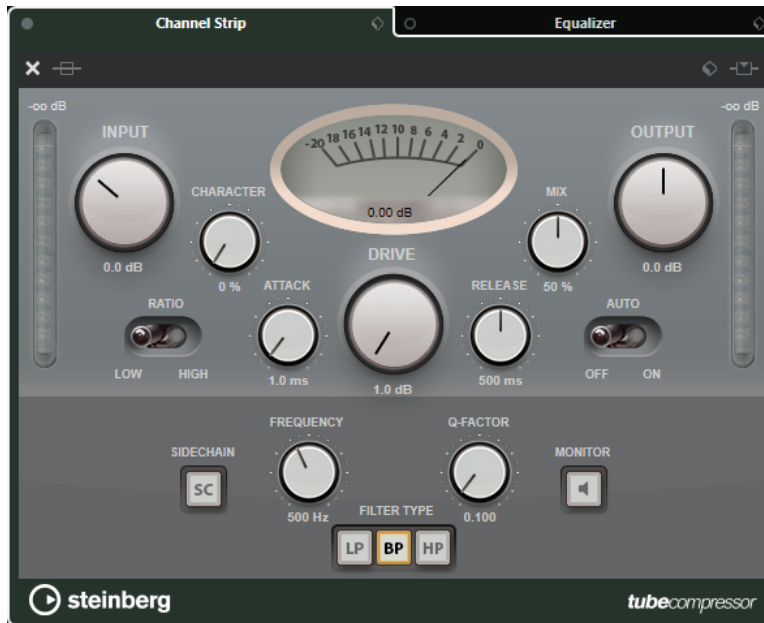 Channel Strip
Equalizer
-oo dB
-oo dB
INPUT
OUTPUT
-20 18 16 14 12 10 8 6 4 2 0
0.00 dB
CHARACTER
MIX
0.0 dB
0.0 dB
0 %
50 %
DRIVE
ATTACK
RELEASE
RATIO
AUTO
LOW HIGH
OFF ON
1.0 ms
1.0 dB
500 ms
FREQUENCY
Q-FACTOR
SIDECHAIN
MONITOR
SC
500 Hz
FILTER TYPE
0.100
LP BP HP
steinberg
tubecompressor